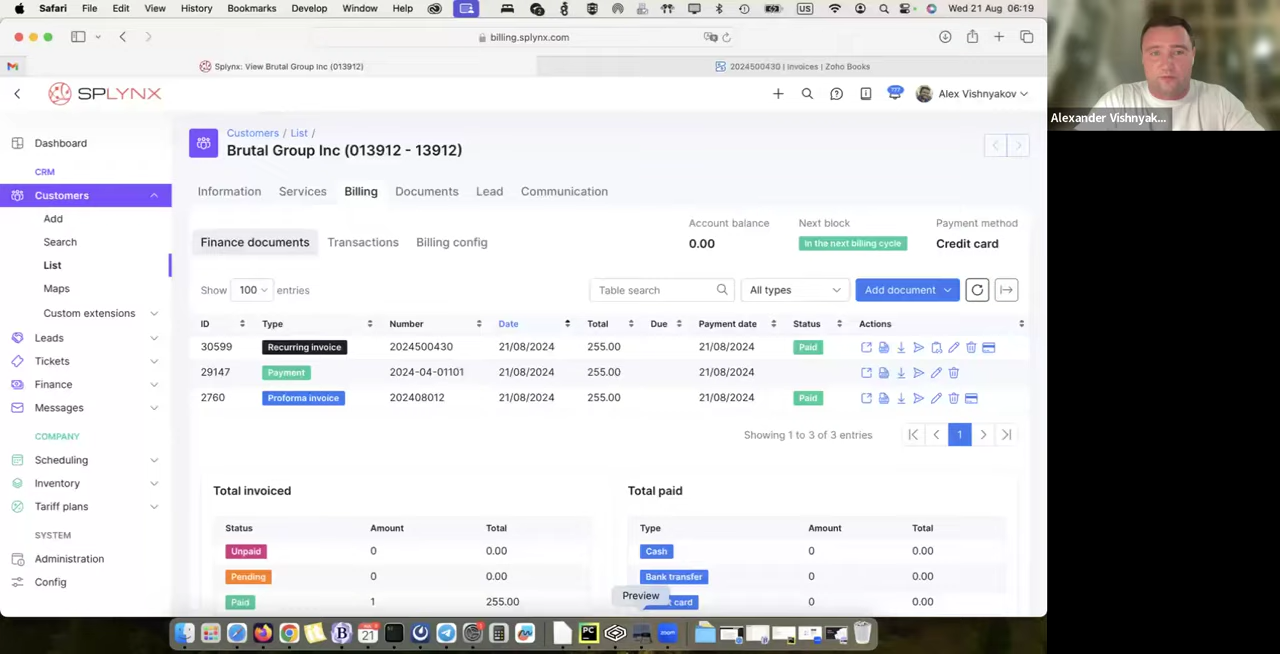 Safari File Edit View History Bookmarks Develop Window Help US Wed 21 Aug 06:19
billing.splynx.com
Splynx: View Brutal Group Inc (013912)
2024500430 | Invoices | Zoho Books
SPLYNX
777
Alex Vishnyakov
Alexander Vishnyak...
Dashboard
CRM
Customers
Add
Search
List
Maps
Custom extensions
Leads
Tickets
Finance
Messages
COMPANY
Scheduling
Inventory
Tariff plans
SYSTEM
Administration
Config
Customers / List /
Brutal Group Inc (013912 - 13912)
Information Services Billing Documents Lead Communication
Account balance Next block Payment method
0.00 In the next billing cycle Credit card
Finance documents Transactions Billing config
Show 100 entries Table search All types Add document
ID Type Number Date Total Due Payment date Status Actions
30599 Recurring invoice 2024500430 21/08/2024 255.00 21/08/2024 Paid
29147 Payment 2024-04-01101 21/08/2024 255.00 21/08/2024
2760 Proforma invoice 202408012 21/08/2024 255.00 21/08/2024 Paid
Showing 1 to 3 of 3 entries 1
Total invoiced
Status Amount Total
Unpaid 0 0.00
Pending 0 0.00
Paid 1 255.00
Total paid
Type Amount Total
Cash 0 0.00
Bank transfer 0 0.00
card 0 0.00
Preview
21
PC
zoom